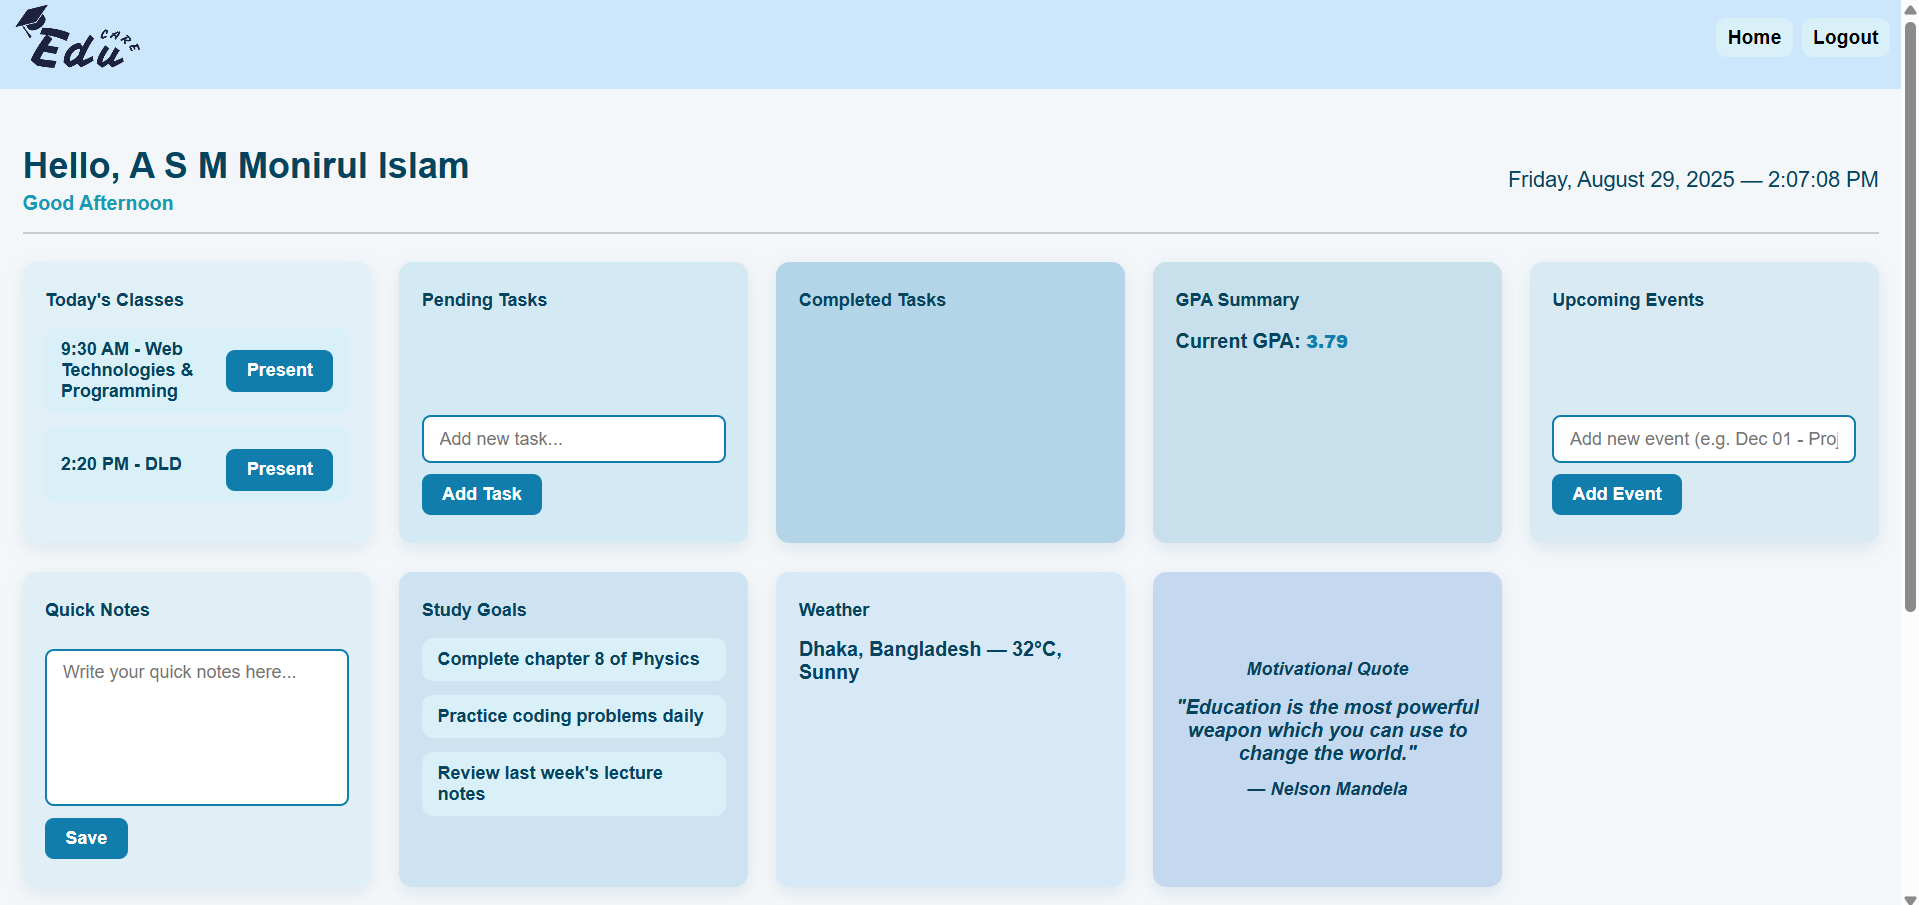 Edu CARE
Home
Logout
Hello, A S M Monirul Islam
Good Afternoon
Friday, August 29, 2025 — 2:07:08 PM
Today's Classes
9:30 AM - Web
Technologies &
Programming
Present
2:20 PM - DLD
Present
Pending Tasks
Add new task...
Add Task
Completed Tasks
GPA Summary
Current GPA: 3.79
Upcoming Events
Add new event (e.g. Dec 01 - Proj
Add Event
Quick Notes
Write your quick notes here...
Save
Study Goals
Complete chapter 8 of Physics
Practice coding problems daily
Review last week's lecture
notes
Weather
Dhaka, Bangladesh — 32°C,
Sunny
Motivational Quote
"Education is the most powerful
weapon which you can use to
change the world."
— Nelson Mandela